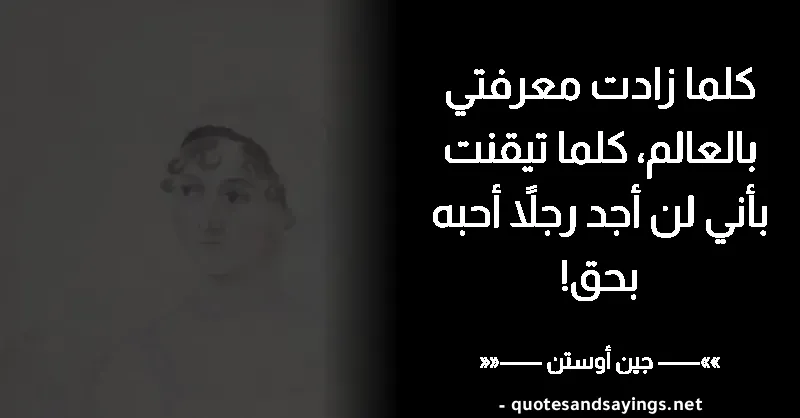 كلما زادت معرفتي
بالعالم، كلما تيقنت
بأني لن أجد رجلًا أحبه
بحق!
»»—— جين أوستن ——««
- quotesandsayings.net